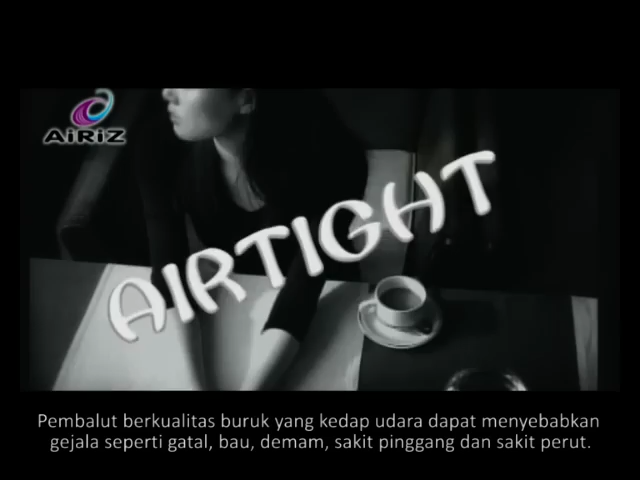 AiRiZ
AIRTIGHT
Pembalut berkualitas buruk yang kedap udara dapat menyebabkan
gejala seperti gatal, bau, demam, sakit pinggang dan sakit perut.